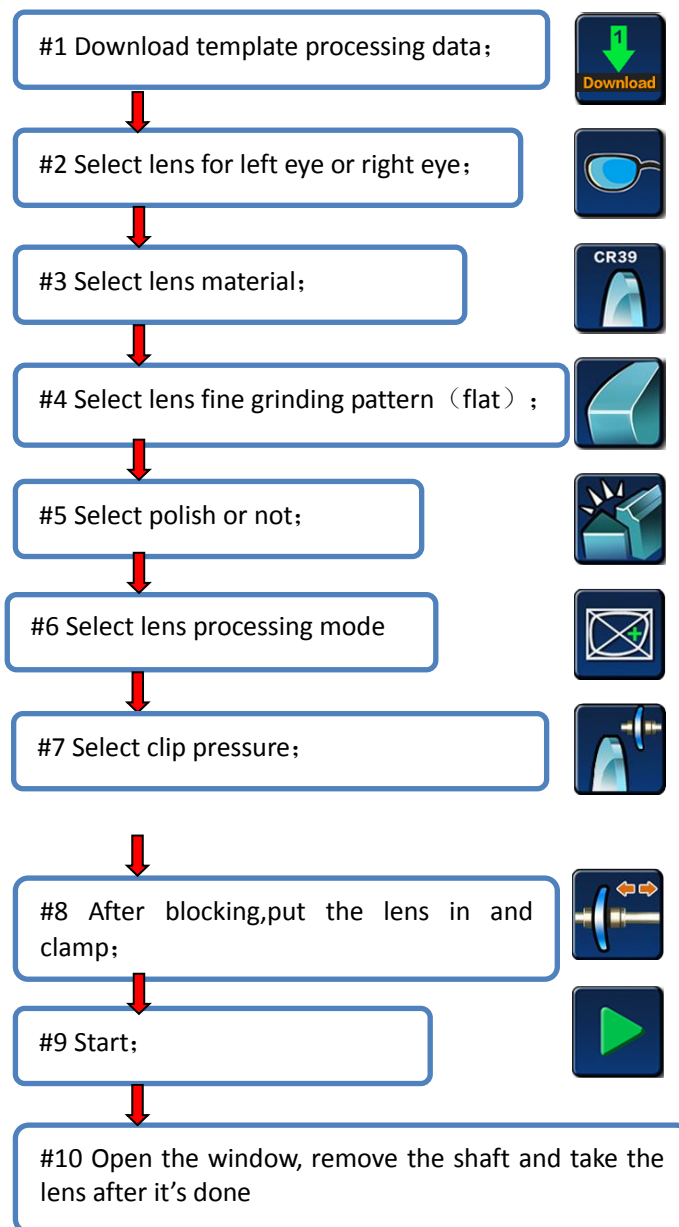 #1 Download template processing data；
1
Download
#2 Select lens for left eye or right eye；
#3 Select lens material；
CR39
#4 Select lens fine grinding pattern（flat）；
#5 Select polish or not；
#6 Select lens processing mode
#7 Select clip pressure；
#8 After blocking,put the lens in and
clamp；
#9 Start；
#10 Open the window, remove the shaft and take the
lens after it’s done